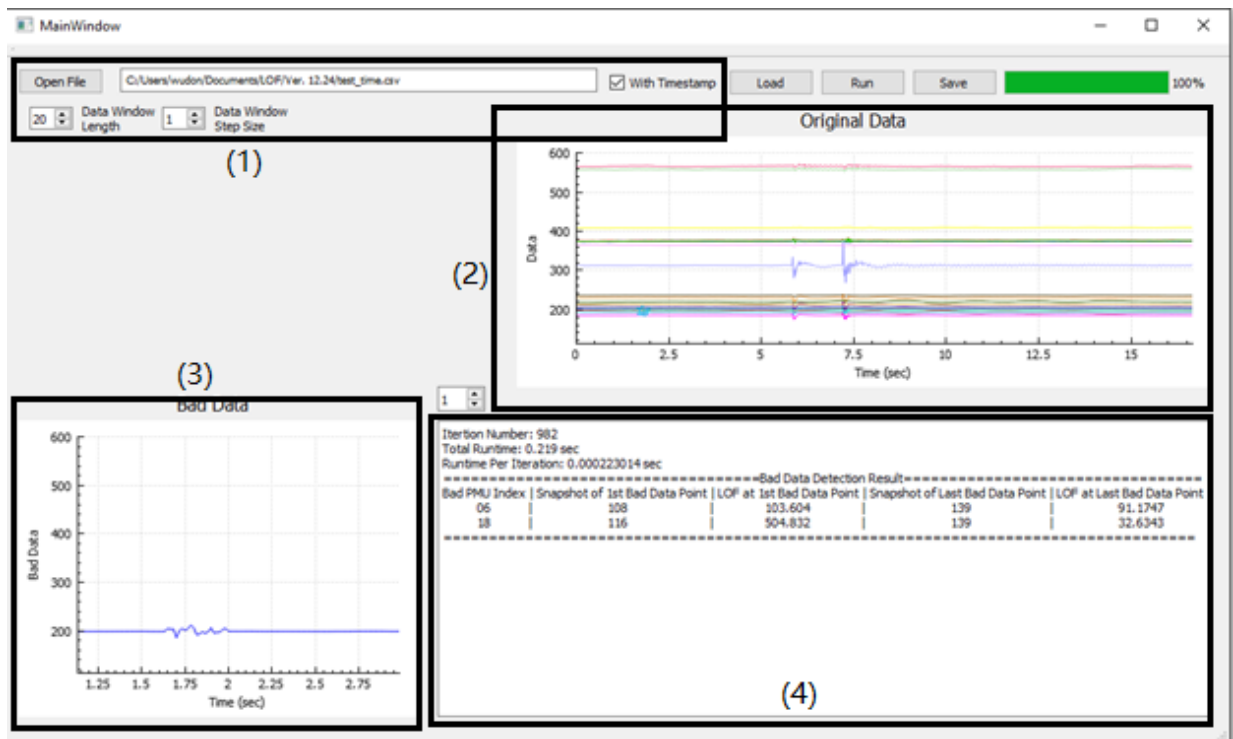 MainWindow
Open File C:/Users/wudon/Documents/LOF/Ver. 12.24/test_time.csv With Timestamp Load Run Save 100%
20 Data Window Length 1 Data Window Step Size
(1)
Original Data
600
500
400
300
200
Data
0 2.5 5 7.5 10 12.5 15
Time (sec)
(2)
(3)
Bad Data
600
500
400
300
200
Bad Data
1.25 1.5 1.75 2 2.25 2.5 2.75
Time (sec)
1
Itertion Number: 982
Total Runtime: 0.219 sec
Runtime Per Iteration: 0.000223014 sec
Bad Data Detection Result
Bad PMU Index | Snapshot of 1st Bad Data Point | LOF at 1st Bad Data Point | Snapshot of Last Bad Data Point | LOF at Last Bad Data Point
06 | 108 | 103.604 | 139 | 91.1747
18 | 116 | 504.832 | 139 | 32.6343
(4)